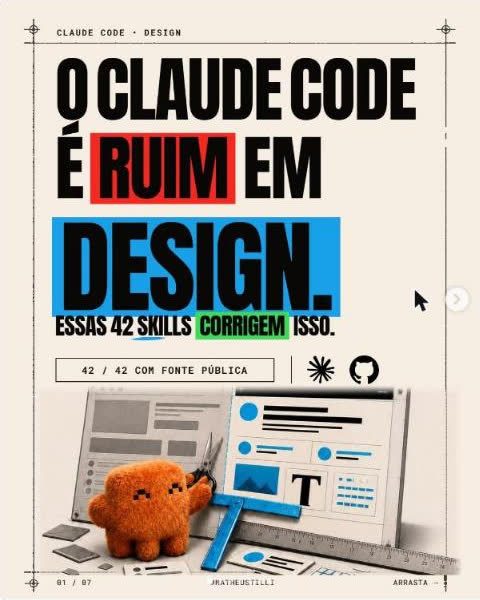 CLAUDE CODE • DESIGN
O CLAUDE CODE
É RUIM EM
DESIGN.
ESSAS 42 SKILLS CORRIGEM ISSO.
42 / 42 COM FONTE PÚBLICA
T
01 / 07
@MATHEUSTILLI
ARRASTA →